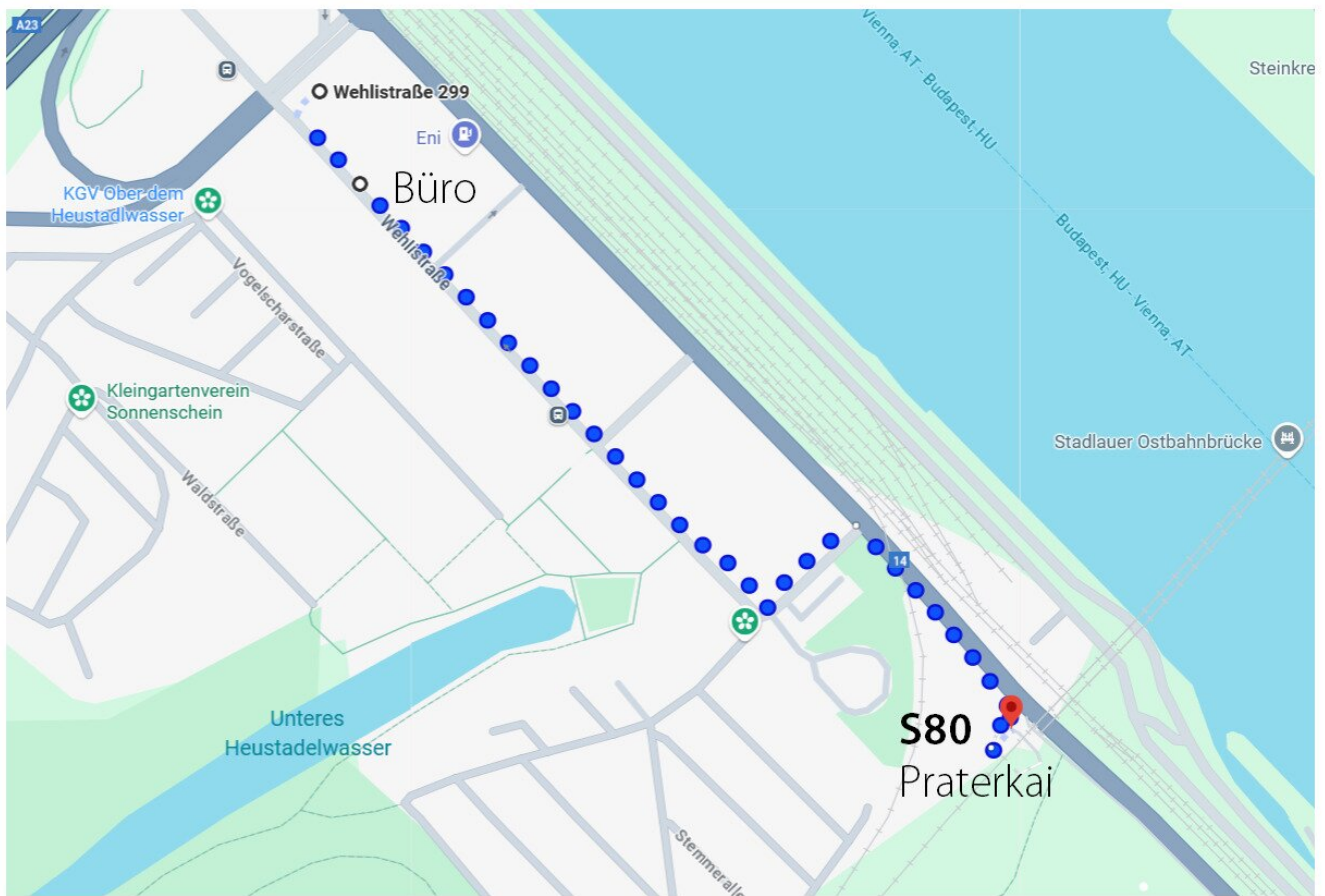 A23
Vienna, AT - Budapest, HU
Steinkre
Wehlistraße 299
Eni
Büro
KGV Ober dem
Heustadlwasser
Wehlistraße
Vogelscharstraße
Budapest, HU - Vienna, AT
Kleingartenverein
Sonnenschein
Stadlauer Ostbahnbrücke
Waldstraße
14
Unteres
Heustadelwasser
S80
Praterkai
Stemmeralle